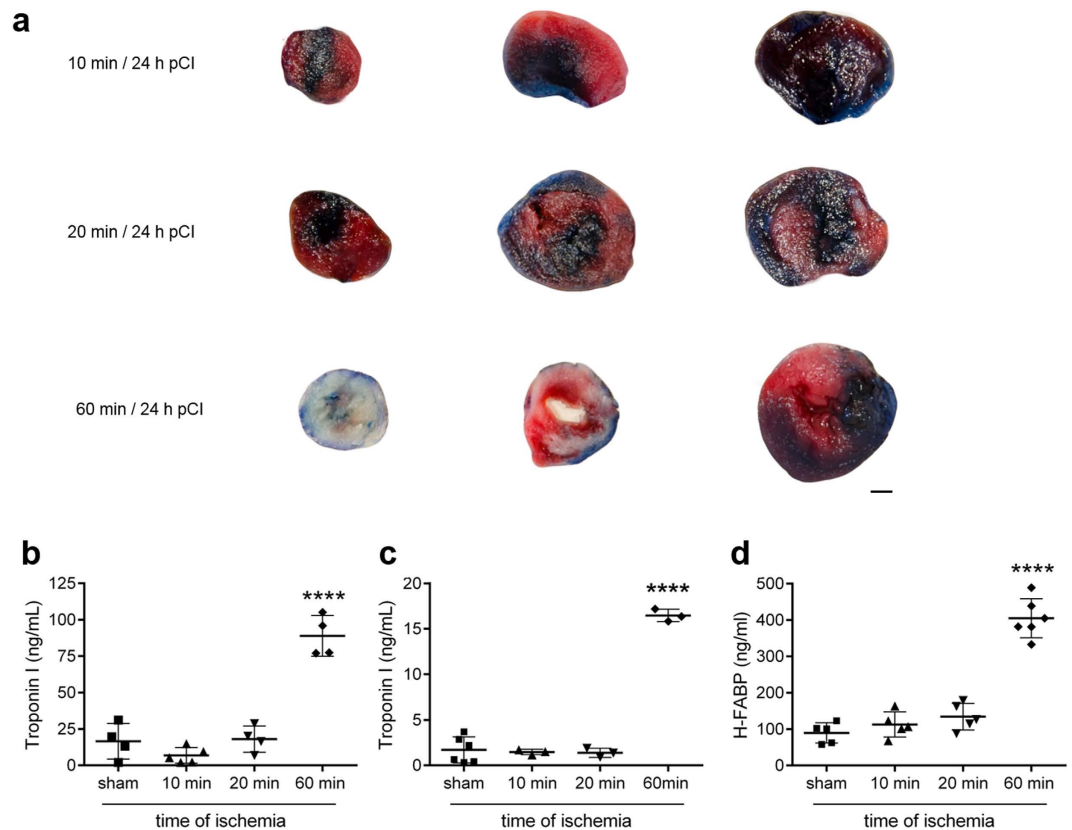 a
10 min / 24 h pCI
20 min / 24 h pCI
60 min / 24 h pCI
b
Troponin I (ng/mL)
125
100
75
50
25
0
****
sham 10 min 20 min 60 min
time of ischemia
c
Troponin I (ng/mL)
20
15
10
5
0
****
sham 10 min 20 min 60min
time of ischemia
d
H-FABP (ng/ml)
500
400
300
200
100
0
****
sham 10 min 20 min 60 min
time of ischemia